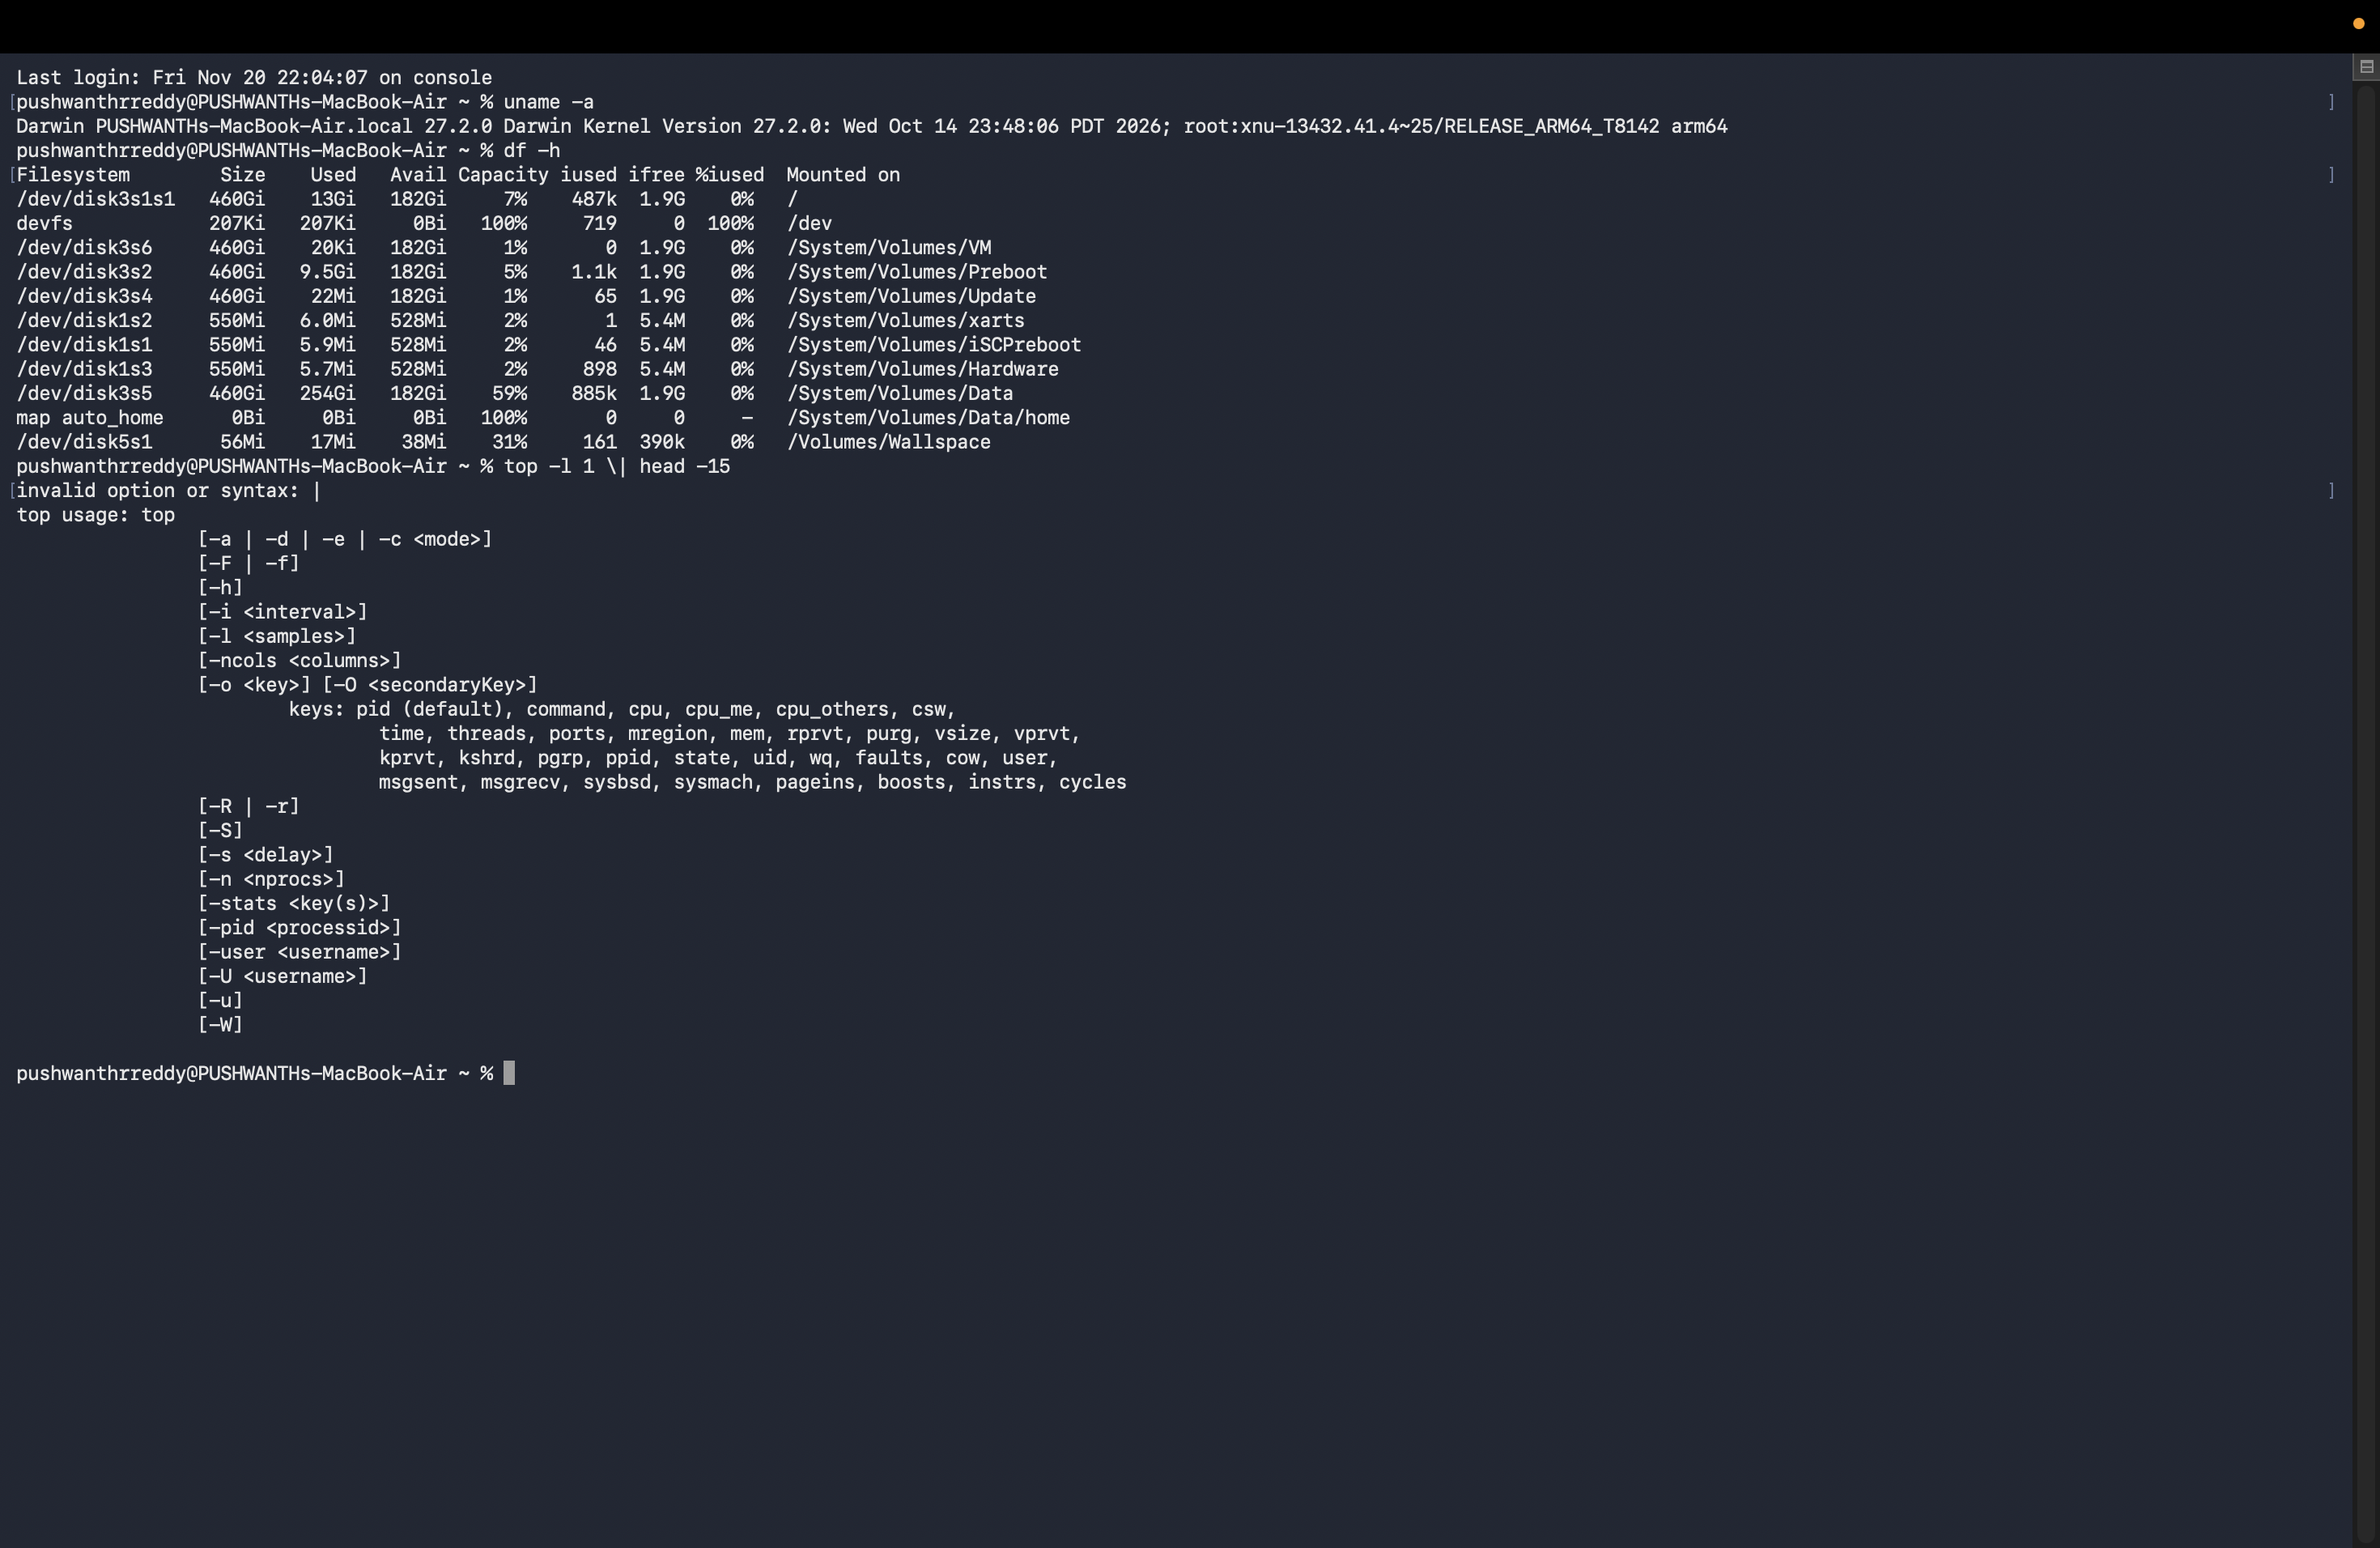 Last login: Fri Nov 20 22:04:07 on console
[pushwanthrreddy@PUSHWANTHs-MacBook-Air ~ % uname -a ]
Darwin PUSHWANTHs-MacBook-Air.local 27.2.0 Darwin Kernel Version 27.2.0: Wed Oct 14 23:48:06 PDT 2026; root:xnu-13432.41.4~25/RELEASE_ARM64_T8142 arm64
pushwanthrreddy@PUSHWANTHs-MacBook-Air ~ % df -h
[Filesystem        Size    Used   Avail Capacity iused ifree %iused  Mounted on ]
/dev/disk3s1s1   460Gi    13Gi   182Gi     7%    487k  1.9G    0%   /
devfs            207Ki   207Ki     0Bi   100%     719     0  100%   /dev
/dev/disk3s6     460Gi    20Ki   182Gi     1%       0  1.9G    0%   /System/Volumes/VM
/dev/disk3s2     460Gi   9.5Gi   182Gi     5%    1.1k  1.9G    0%   /System/Volumes/Preboot
/dev/disk3s4     460Gi    22Mi   182Gi     1%      65  1.9G    0%   /System/Volumes/Update
/dev/disk1s2     550Mi   6.0Mi   528Mi     2%       1  5.4M    0%   /System/Volumes/xarts
/dev/disk1s1     550Mi   5.9Mi   528Mi     2%      46  5.4M    0%   /System/Volumes/iSCPreboot
/dev/disk1s3     550Mi   5.7Mi   528Mi     2%     898  5.4M    0%   /System/Volumes/Hardware
/dev/disk3s5     460Gi   254Gi   182Gi    59%    885k  1.9G    0%   /System/Volumes/Data
map auto_home      0Bi     0Bi     0Bi   100%       0     0     -   /System/Volumes/Data/home
/dev/disk5s1      56Mi    17Mi    38Mi    31%     161  390k    0%   /Volumes/Wallspace
pushwanthrreddy@PUSHWANTHs-MacBook-Air ~ % top -l 1 \| head -15
[invalid option or syntax: | ]
top usage: top
[-a | -d | -e | -c <mode>]
[-F | -f]
[-h]
[-i <interval>]
[-l <samples>]
[-ncols <columns>]
[-o <key>] [-O <secondaryKey>]
keys: pid (default), command, cpu, cpu_me, cpu_others, csw,
time, threads, ports, mregion, mem, rprvt, purg, vsize, vprvt,
kprvt, kshrd, pgrp, ppid, state, uid, wq, faults, cow, user,
msgsent, msgrecv, sysbsd, sysmach, pageins, boosts, instrs, cycles
[-R | -r]
[-S]
[-s <delay>]
[-n <nprocs>]
[-stats <key(s)>]
[-pid <processid>]
[-user <username>]
[-U <username>]
[-u]
[-W]
pushwanthrreddy@PUSHWANTHs-MacBook-Air ~ %